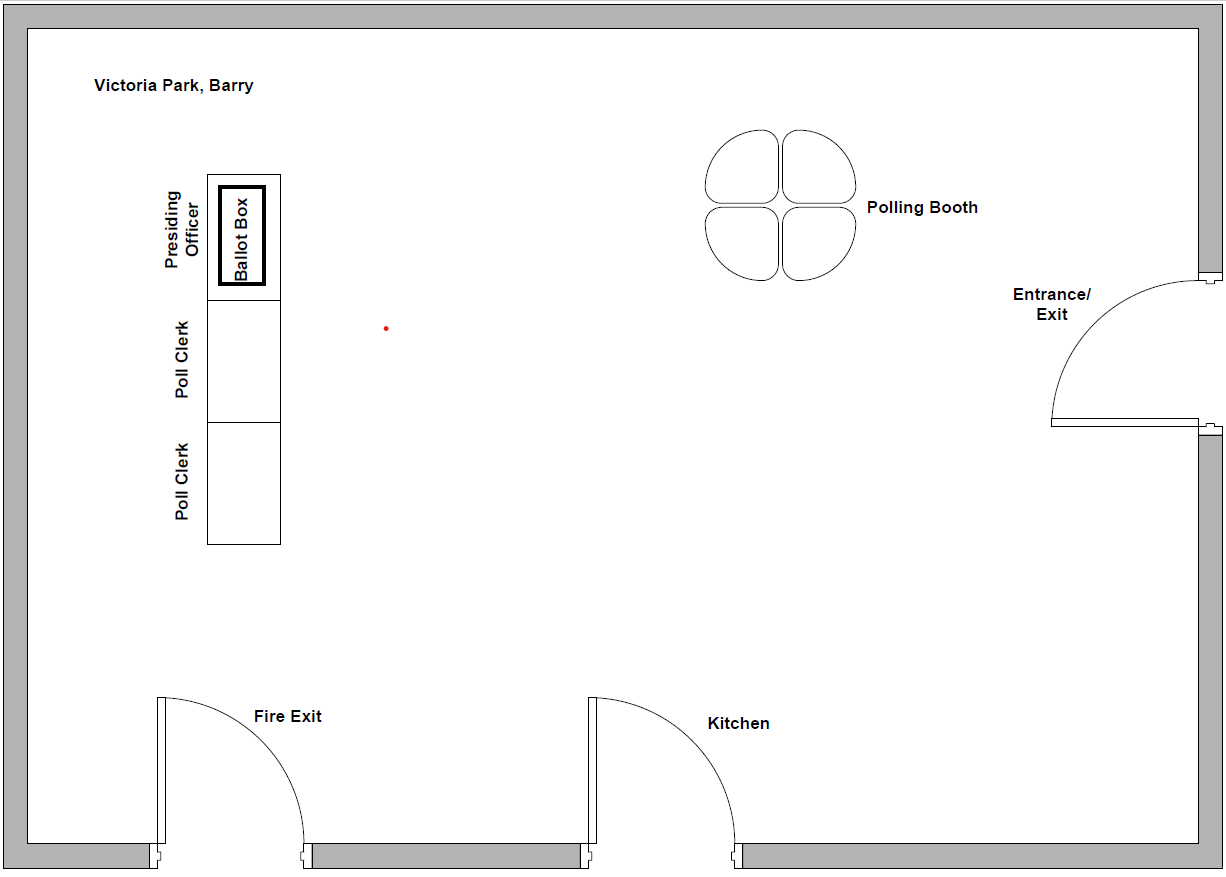 Victoria Park, Barry
Presiding
Officer
Ballot Box
Polling Booth
Entrance/
Exit
Poll Clerk
Poll Clerk
Fire Exit
Kitchen